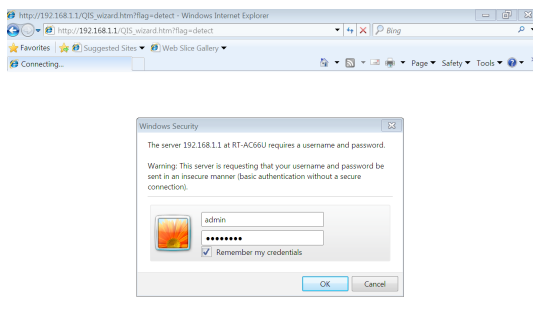 http://192.168.1.1/QIS_wizard.htm?flag=detect - Windows Internet Explorer
http://192.168.1.1/QIS_wizard.htm?flag=detect
Bing
Favorites Suggested Sites Web Slice Gallery
Connecting...
Page Safety Tools
Windows Security
The server 192.168.1.1 at RT-AC66U requires a username and password.
Warning: This server is requesting that your username and password be
sent in an insecure manner (basic authentication without a secure
connection).
admin
••••••••
Remember my credentials
OK Cancel